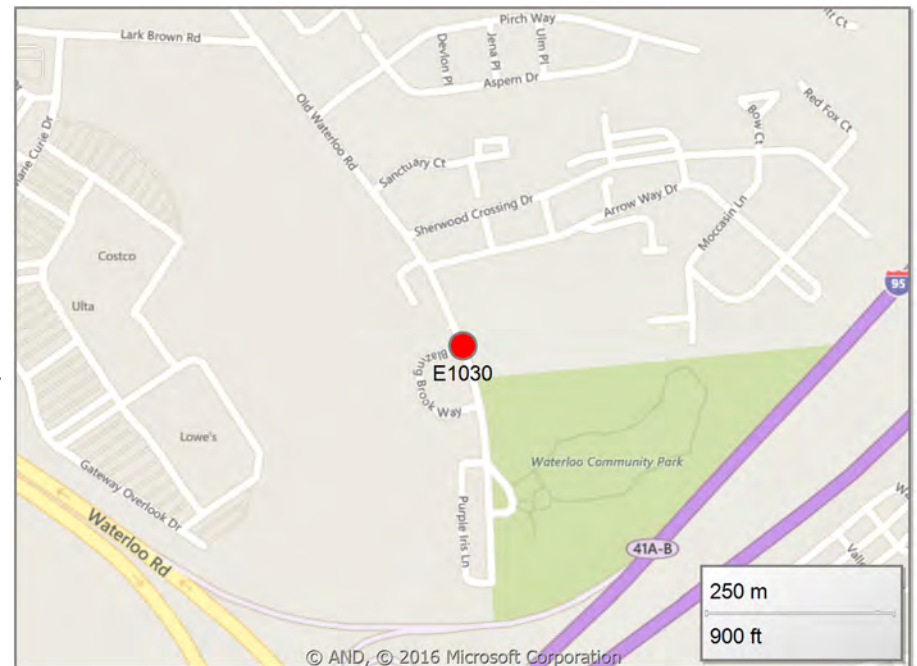 Pirch Way
Lark Brown Rd
Devlon Pl
Jena Pl
Ulm Pl
Aspern Dr
Old Waterloo Rd
Red Fox Ct
Bow Ct
Marie Curie Dr
Sanctuary Ct
Sherwood Crossing Dr
Arrow Way Dr
Moccasin Ln
Costco
Ulta
95
E1030
Blazing Brook Way
Lowe's
Waterloo Community Park
Gateway Overlook Dr
Purple Iris Ln
Waterloo Rd
41A-B
250 m
900 ft
© AND, © 2016 Microsoft Corporation